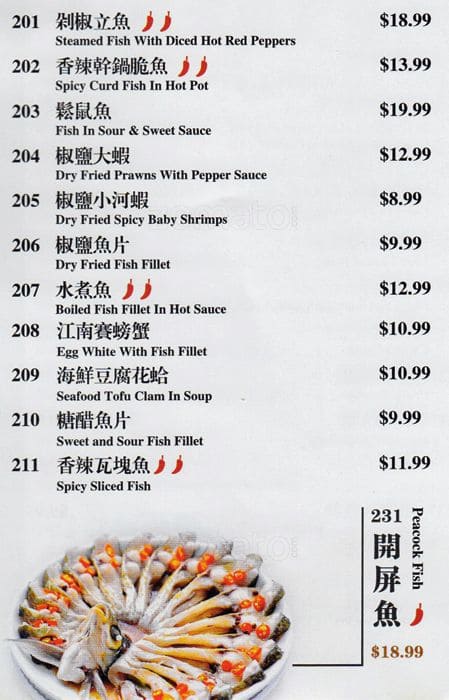 201 剁椒立魚 $18.99
Steamed Fish With Diced Hot Red Peppers
202 香辣幹鍋脆魚 $13.99
Spicy Curd Fish In Hot Pot
203 鬆鼠魚 $19.99
Fish In Sour & Sweet Sauce
204 椒鹽大蝦 $12.99
Dry Fried Prawns With Pepper Sauce
205 椒鹽小河蝦 $8.99
Dry Fried Spicy Baby Shrimps
206 椒鹽魚片 $9.99
Dry Fried Fish Fillet
207 水煮魚 $12.99
Boiled Fish Fillet In Hot Sauce
208 江南賽螃蟹 $10.99
Egg White With Fish Fillet
209 海鮮豆腐花蛤 $10.99
Seafood Tofu Clam In Soup
210 糖醋魚片 $9.99
Sweet and Sour Fish Fillet
211 香辣瓦塊魚 $11.99
Spicy Sliced Fish
231 開屏魚
Peacock Fish
$18.99